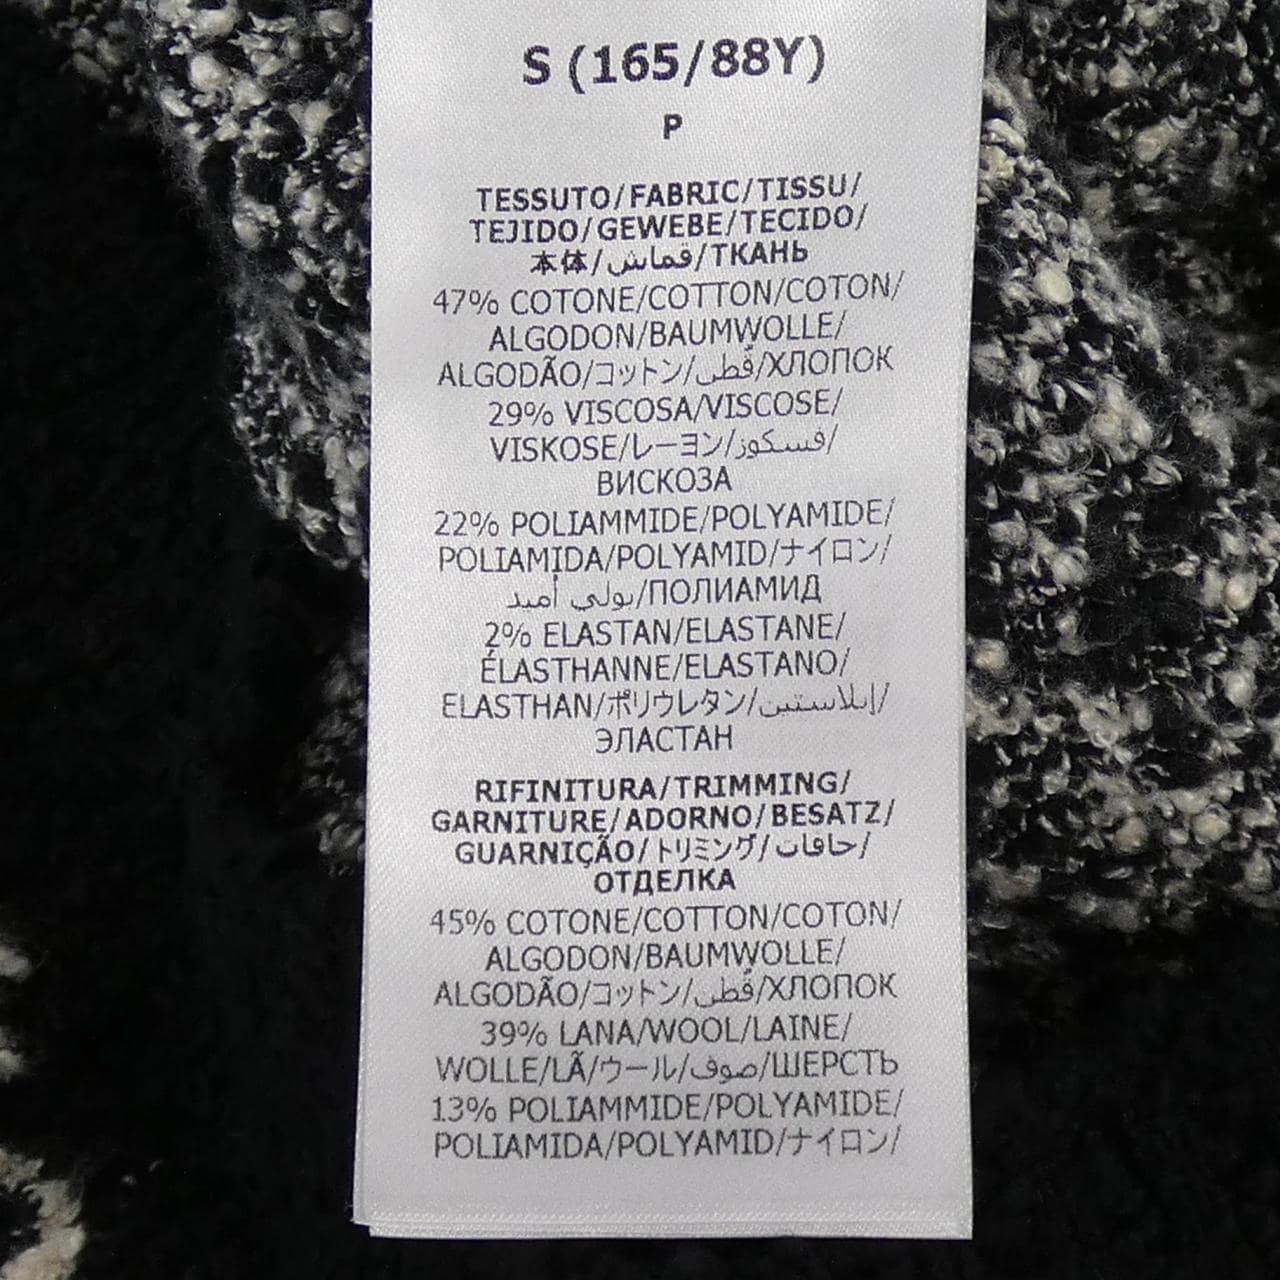 S (165/88Y)
P
TESSUTO/FABRIC/TISSU/
TEJIDO/GEWEBE/TECIDO/
本体/قماش/ТКАНЬ
47% COTONE/COTTON/COTON/
ALGODON/BAUMWOLLE/
ALGODÃO/コットン/قطن/ХЛОПОК
29% VISCOSA/VISCOSE/
VISKOSE/レーヨン/فسكوز/
ВИСКОЗА
22% POLIAMMIDE/POLYAMIDE/
POLIAMIDA/POLYAMID/ナイロン/
بولي أميد/ПОЛИАМИД
2% ELASTAN/ELASTANE/
ÉLASTHANNE/ELASTANO/
ELASTHAN/ポリウレタン/إيلاستين/
ЭЛАСТАН
RIFINITURA/TRIMMING/
GARNITURE/ADORNO/BESATZ/
GUARNIÇÃO/トリミング/حافات/
ОТДЕЛКА
45% COTONE/COTTON/COTON/
ALGODON/BAUMWOLLE/
ALGODÃO/コットン/قطن/ХЛОПОК
39% LANA/WOOL/LAINE/
WOLLE/LÃ/ウール/صوف/ШЕРСТЬ
13% POLIAMMIDE/POLYAMIDE/
POLIAMIDA/POLYAMID/ナイロン/